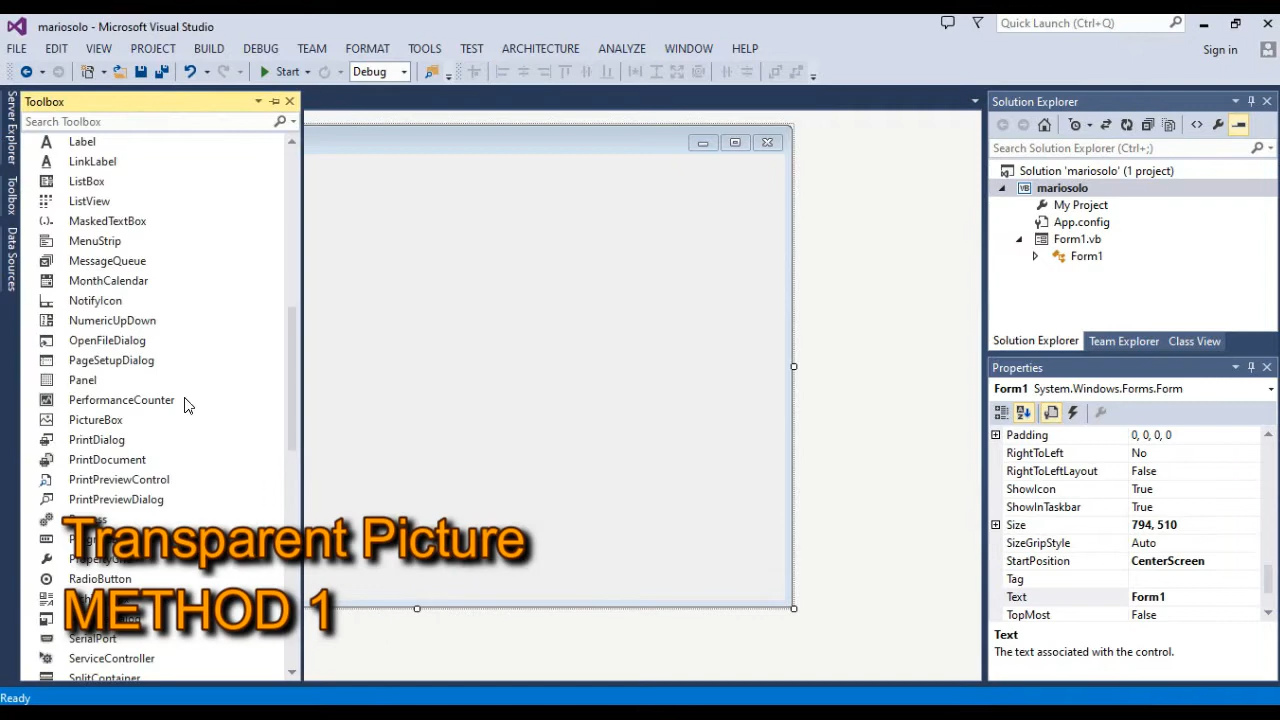 mariosolo - Microsoft Visual Studio
Quick Launch (Ctrl+Q)
FILE EDIT VIEW PROJECT BUILD DEBUG TEAM FORMAT TOOLS TEST ARCHITECTURE ANALYZE WINDOW HELP
Sign in
Start
Debug
Server Explorer
Toolbox
Data Sources
Toolbox
Search Toolbox
Label
LinkLabel
ListBox
ListView
MaskedTextBox
MenuStrip
MessageQueue
MonthCalendar
NotifyIcon
NumericUpDown
OpenFileDialog
PageSetupDialog
Panel
PerformanceCounter
PictureBox
PrintDialog
PrintDocument
PrintPreviewControl
PrintPreviewDialog
RadioButton
SerialPort
ServiceController
SplitContainer
Transparent Picture
METHOD 1
Solution Explorer
Search Solution Explorer (Ctrl+;)
Solution 'mariosolo' (1 project)
mariosolo
My Project
App.config
Form1.vb
Form1
Solution Explorer Team Explorer Class View
Properties
Form1 System.Windows.Forms.Form
Padding 0, 0, 0, 0
RightToLeft No
RightToLeftLayout False
ShowIcon True
ShowInTaskbar True
Size 794, 510
SizeGripStyle Auto
StartPosition CenterScreen
Tag
Text Form1
TopMost False
Text
The text associated with the control.
Ready